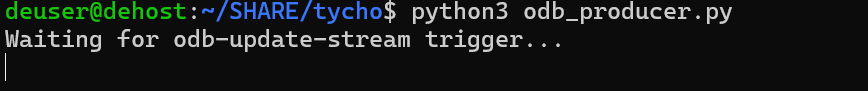 deuser@dehost:~/SHARE/tycho$ python3 odb_producer.py
Waiting for odb-update-stream trigger...